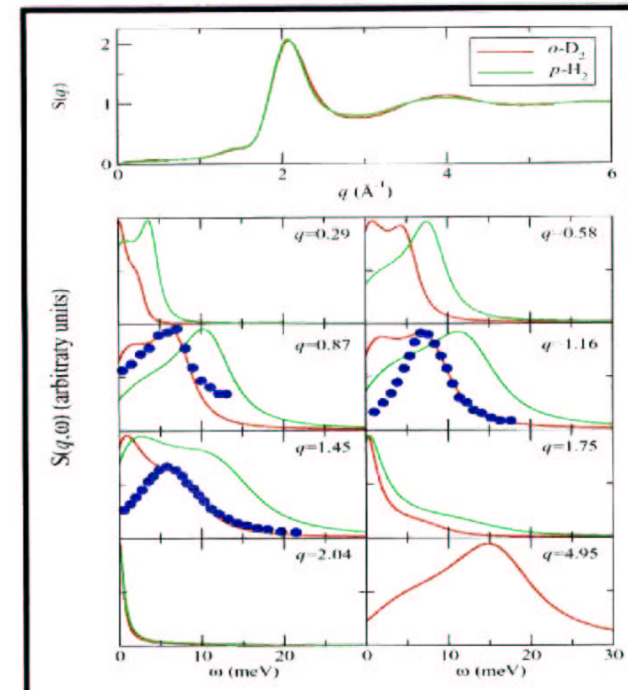 2
1
0
S(q)
o-D₂
p-H₂
0 2 4 6
q (Å⁻¹)
S(q,ω) (arbitraty units)
q=0.29
q=0.58
q=0.87
q=1.16
q=1.45
q=1.75
q=2.04
q=4.95
0 10 20
0 10 20 30
ω (meV)
ω (meV)